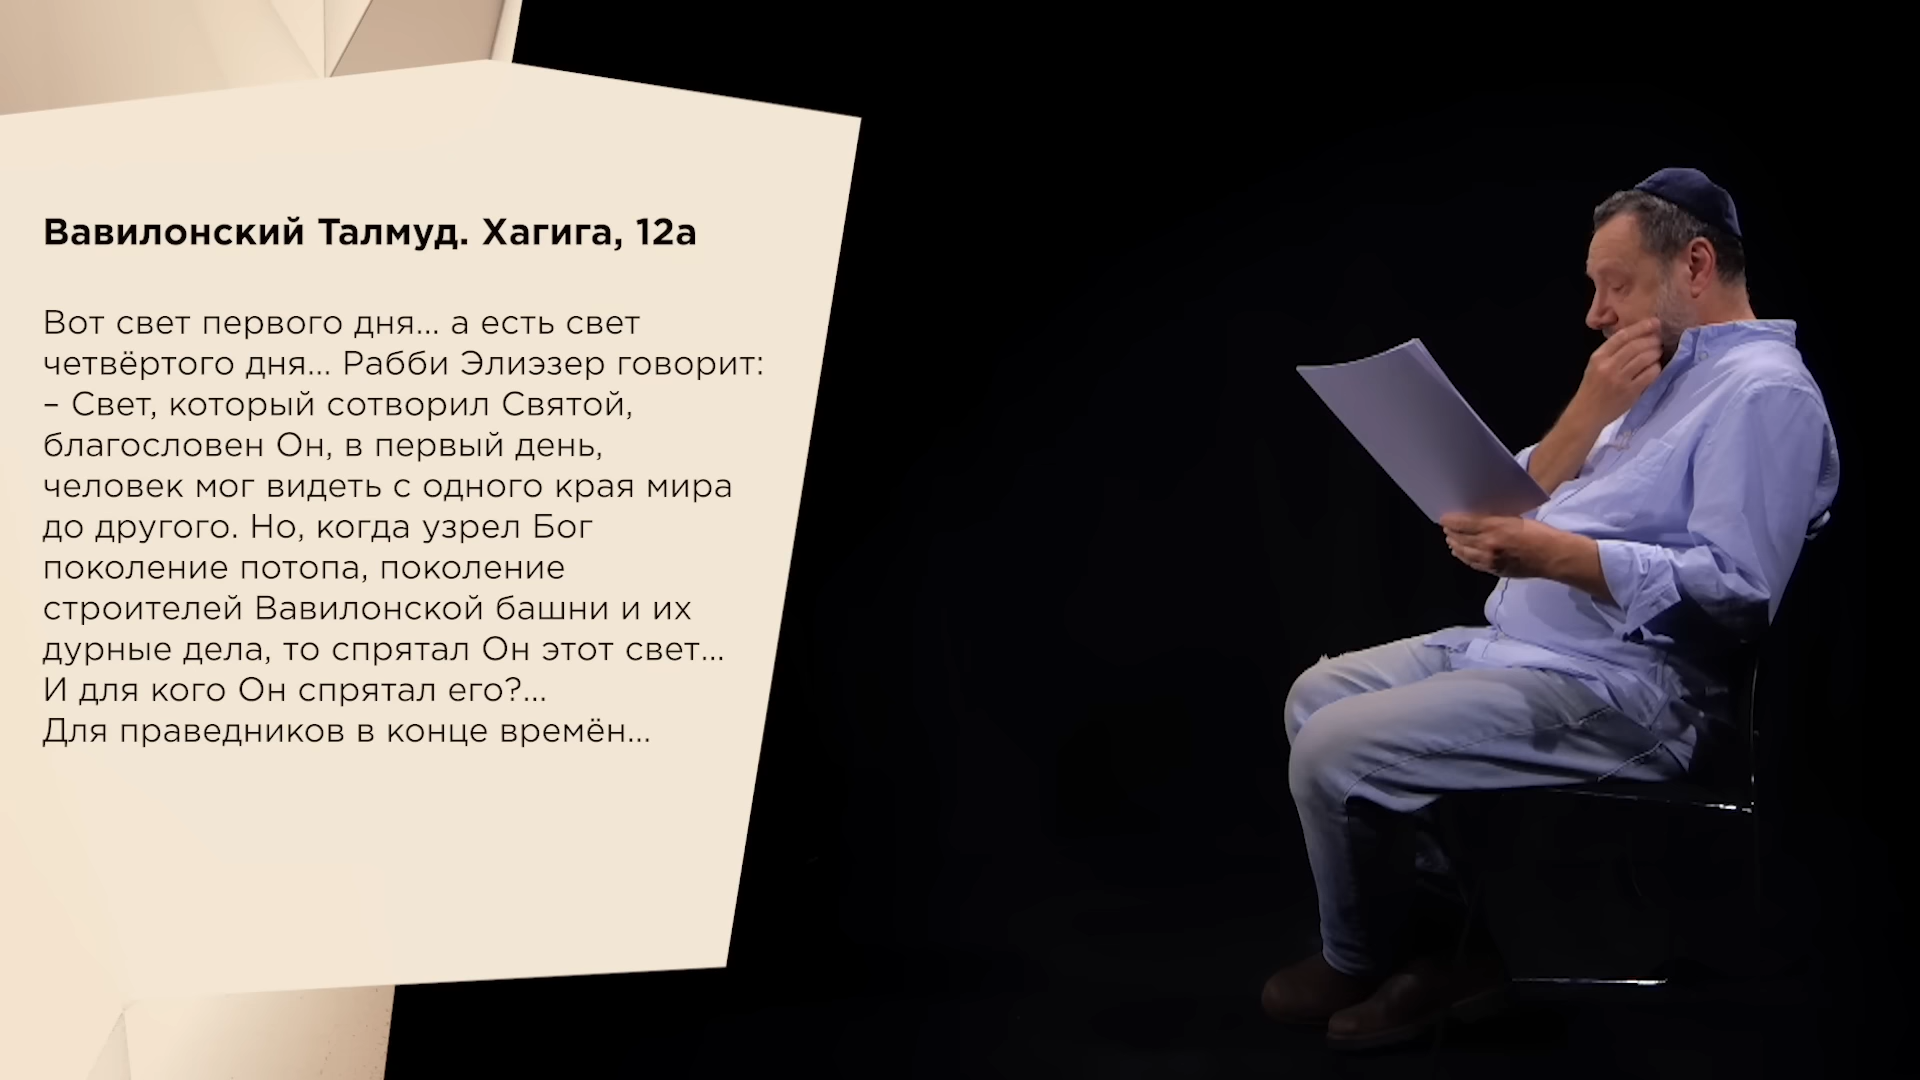 Вавилонский Талмуд. Хагига, 12а
Вот свет первого дня... а есть свет
четвёртого дня... Рабби Элиэзер говорит:
– Свет, который сотворил Святой,
благословен Он, в первый день,
человек мог видеть с одного края мира
до другого. Но, когда узрел Бог
поколение потопа, поколение
строителей Вавилонской башни и их
дурные дела, то спрятал Он этот свет...
И для кого Он спрятал его?...
Для праведников в конце времён...